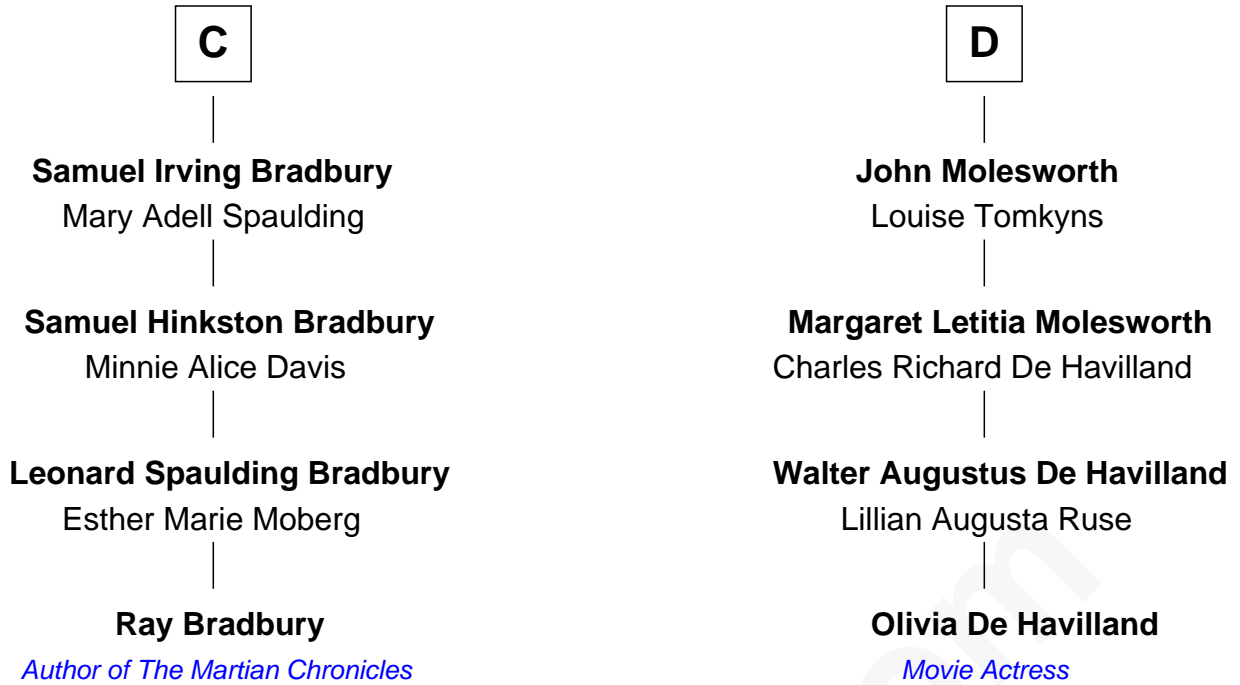 C
Samuel Irving Bradbury
Mary Adell Spaulding
Samuel Hinkston Bradbury
Minnie Alice Davis
Leonard Spaulding Bradbury
Esther Marie Moberg
Ray Bradbury
Author of The Martian Chronicles
D
John Molesworth
Louise Tomkyns
Margaret Letitia Molesworth
Charles Richard De Havilland
Walter Augustus De Havilland
Lillian Augusta Ruse
Olivia De Havilland
Movie Actress